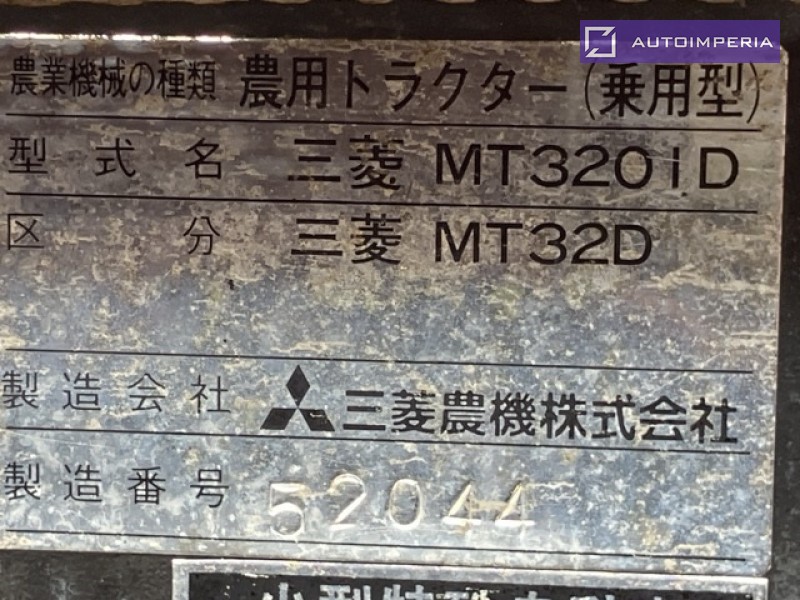 AUTOIMPERIA
農業機械の種類 農用トラクター(乗用型)
型式名 三菱 MT3201D
区分 三菱 MT32D
製造会社 三菱農機株式会社
製造番号 52044